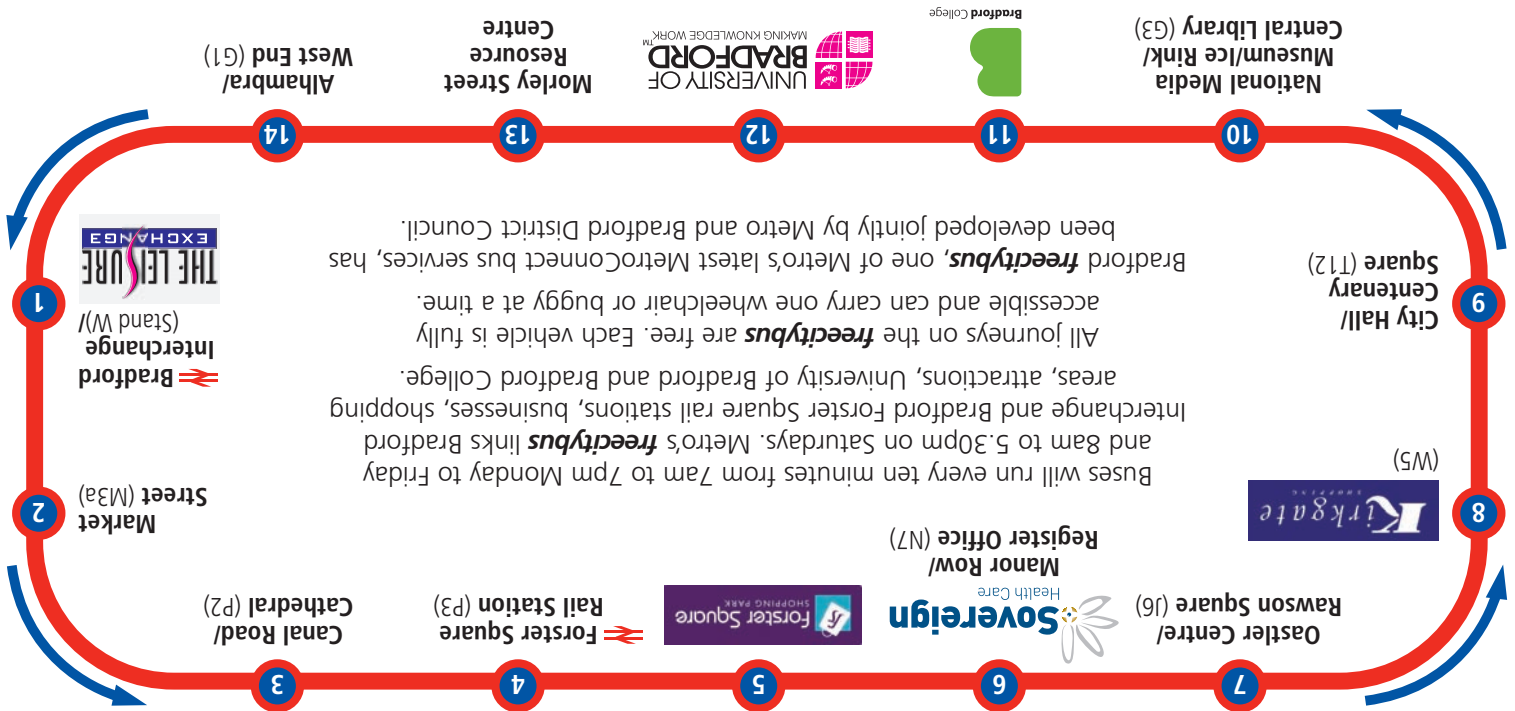 1
Bradford
Interchange
(Stand W)/
THE LEISURE
EXCHANGE
2
Market
Street (M3a)
3
Canal Road/
Cathedral (P2)
4
Forster Square
Rail Station (P3)
5
Forster Square
SHOPPING PARK
6
Sovereign
Health Care
Manor Row/
Register Office (N7)
7
Oastler Centre/
Rawson Square (J6)
8
Kirkgate
SHOPPING
(W5)
9
City Hall/
Centenary
Square (T12)
10
National Media
Museum/Ice Rink/
Central Library (G3)
11
Bradford College
12
UNIVERSITY OF
BRADFORD
MAKING KNOWLEDGE WORK™
13
Morley Street
Resource
Centre
14
Alhambra/
West End (G1)
Buses will run every ten minutes from 7am to 7pm Monday to Friday
and 8am to 5.30pm on Saturdays. Metro's freecitybus links Bradford
Interchange and Bradford Forster Square rail stations, businesses, shopping
areas, attractions, University of Bradford and Bradford College.
All journeys on the freecitybus are free. Each vehicle is fully
accessible and can carry one wheelchair or buggy at a time.
Bradford freecitybus, one of Metro's latest MetroConnect bus services, has
been developed jointly by Metro and Bradford District Council.